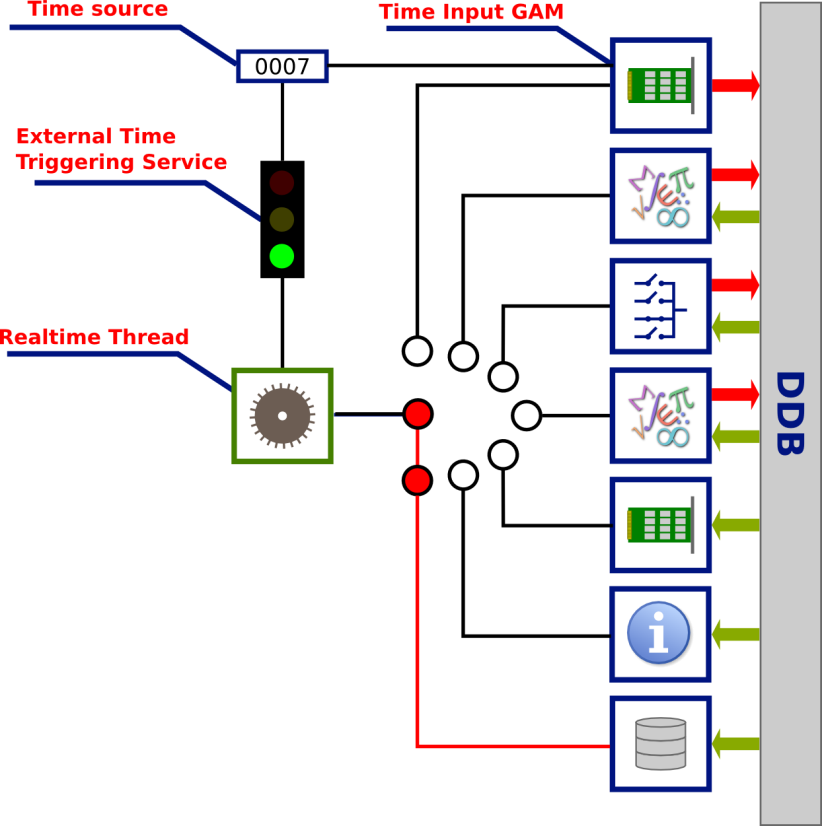 Time source
Time Input GAM
0007
External Time
Triggering Service
Realtime Thread
DDB